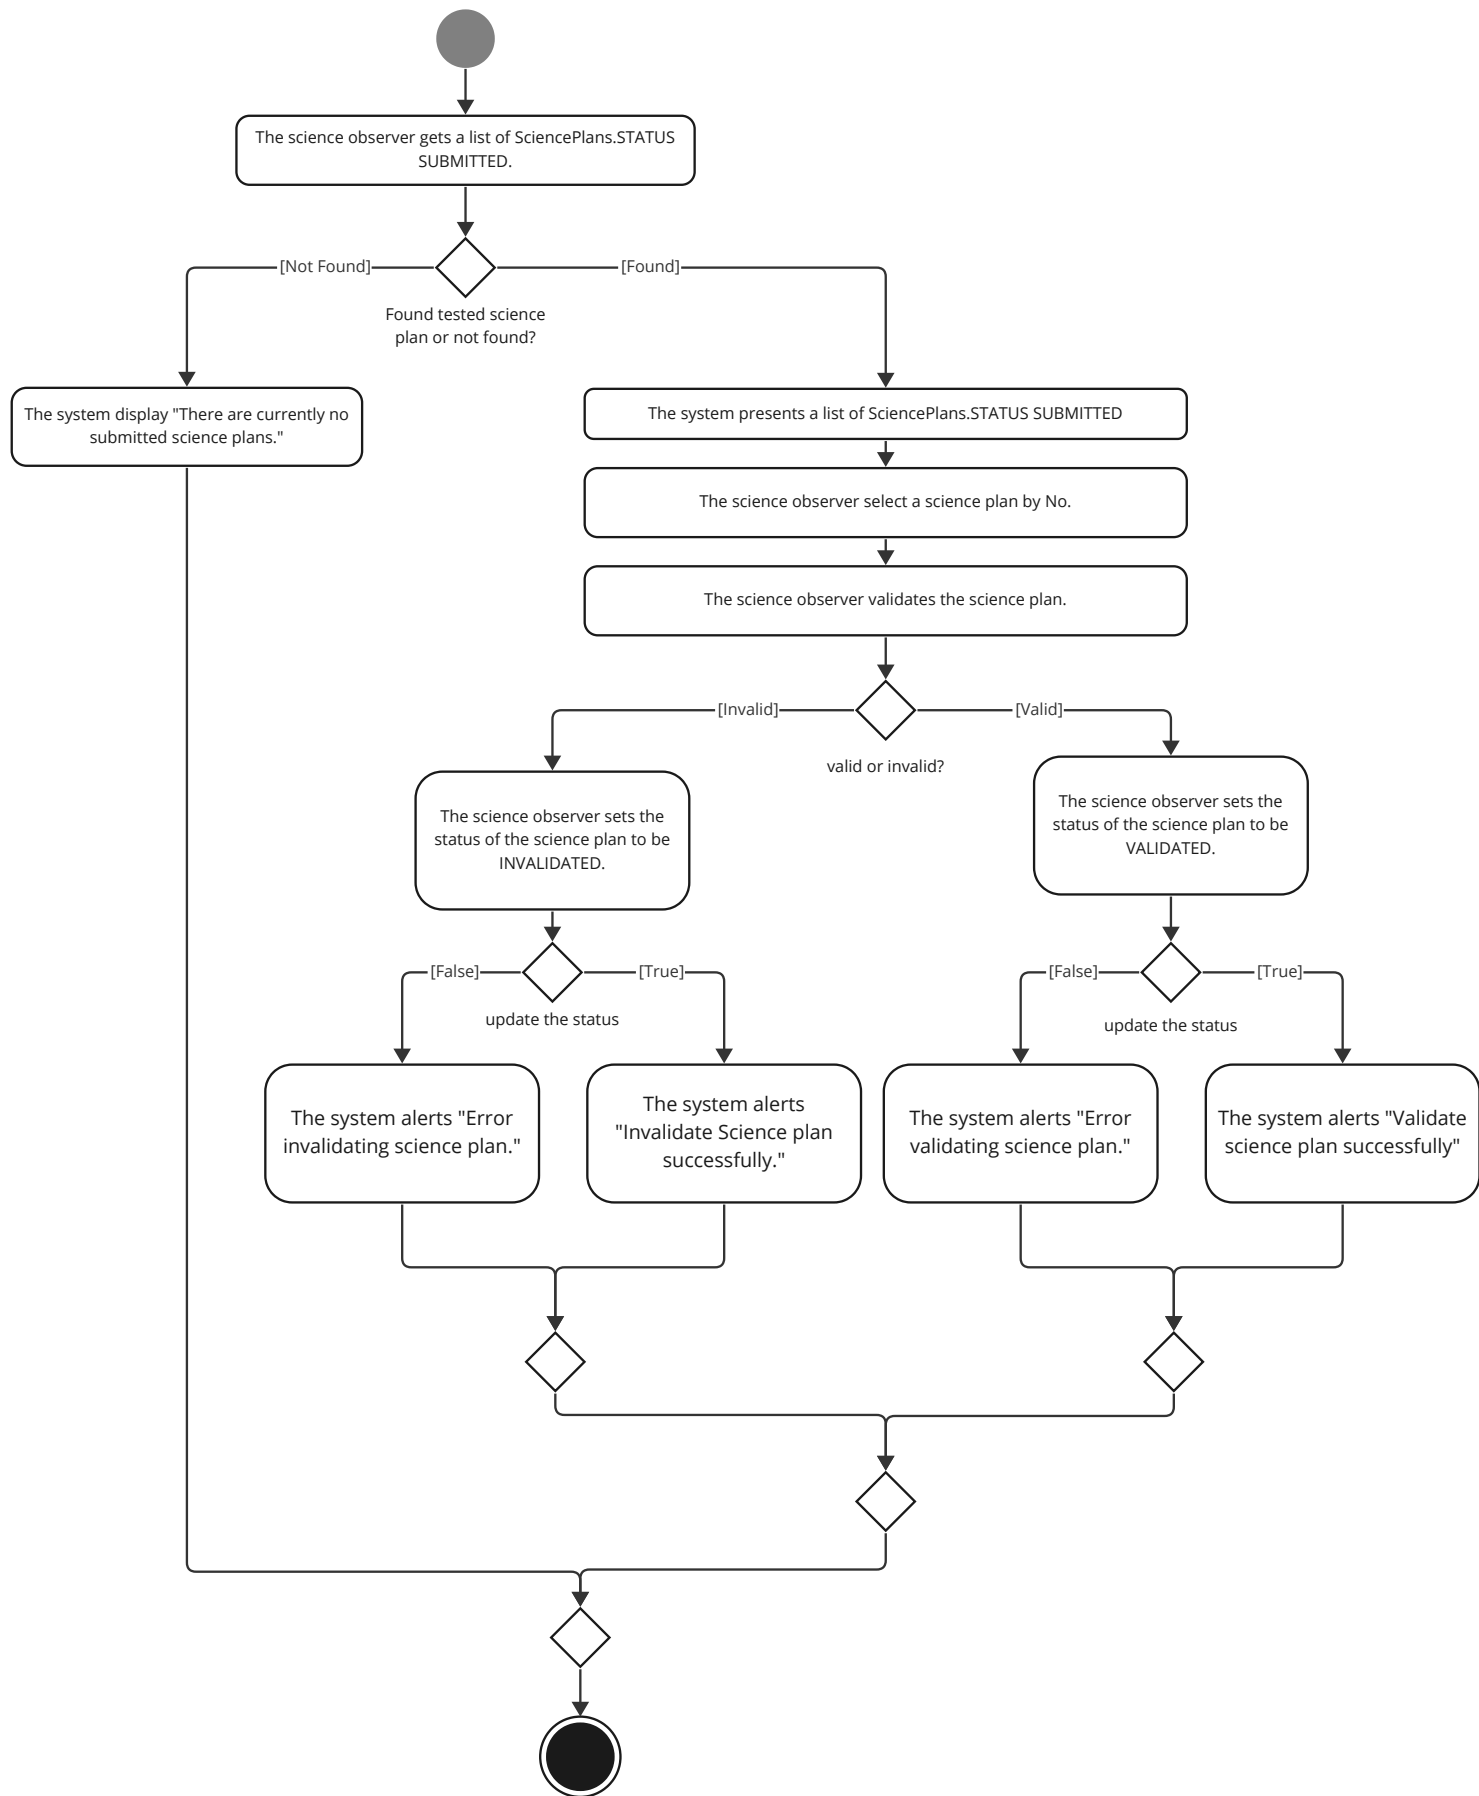 The science observer gets a list of SciencePlans.STATUS
SUBMITTED.
[Not Found]
[Found]
Found tested science
plan or not found?
The system display "There are currently no
submitted science plans."
The system presents a list of SciencePlans.STATUS SUBMITTED
The science observer select a science plan by No.
The science observer validates the science plan.
[Invalid]
[Valid]
valid or invalid?
The science observer sets the
status of the science plan to be
INVALIDATED.
The science observer sets the
status of the science plan to be
VALIDATED.
[False]
[True]
update the status
[False]
[True]
update the status
The system alerts "Error
invalidating science plan."
The system alerts
"Invalidate Science plan
successfully."
The system alerts "Error
validating science plan."
The system alerts "Validate
science plan successfully"